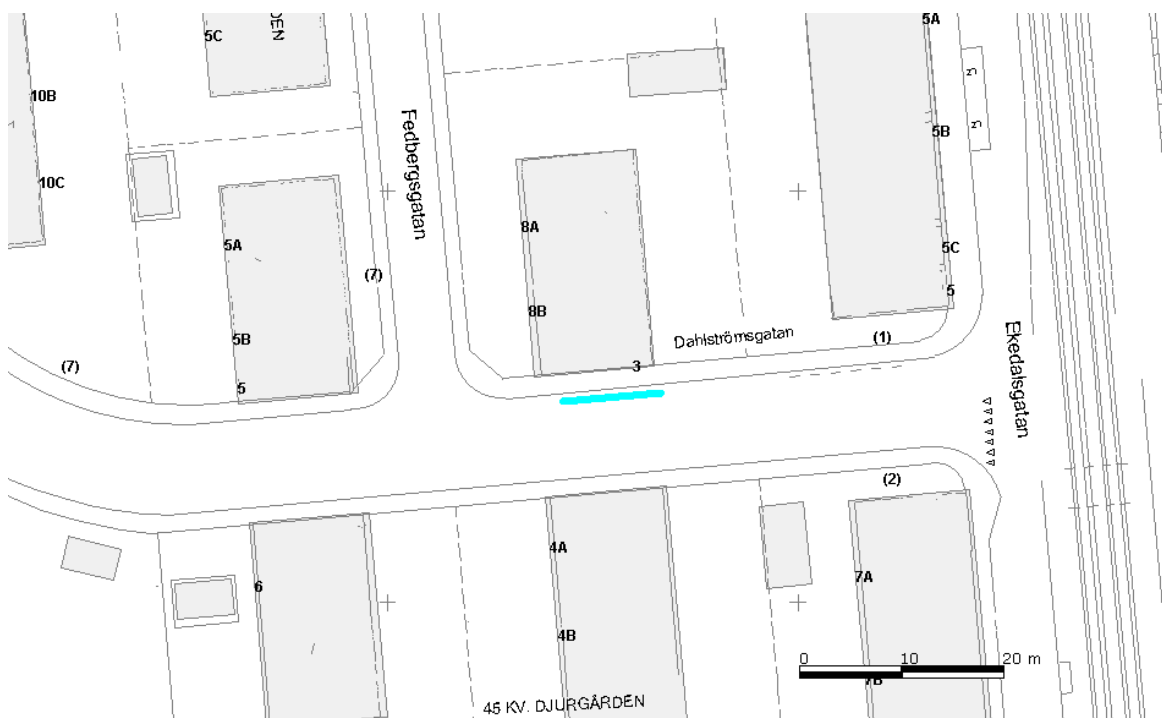 5A
5C
DEN
10B
Fedbergsgatan
5B
10C
8A
5A
5C
(7)
5
8B
Dahlströmsgatan
(1)
Ekedalsgatan
5B
(7)
3
5
(2)
4A
7A
6
4B
0 10 20 m
7B
45 KV. DJURGÅRDEN